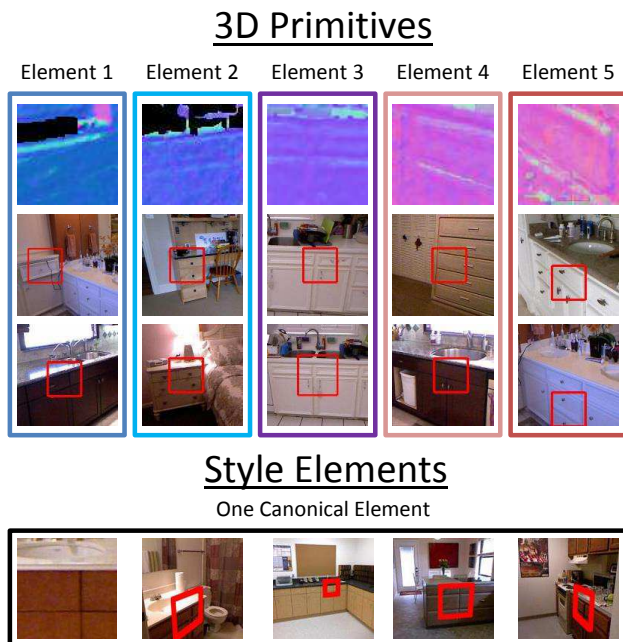 3D Primitives
Element 1 Element 2 Element 3 Element 4 Element 5
Style Elements
One Canonical Element